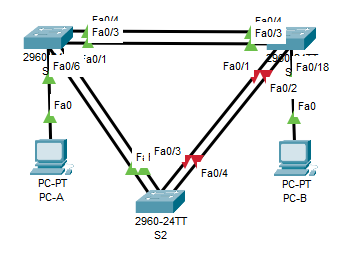 Fa0/4
Fa0/3
Fa0/1
Fa0/6
2960
S
Fa0/4
Fa0/3
Fa0/1
Fa0/18
S
Fa0/2
Fa0
PC-PT
PC-A
Fa0
PC-PT
PC-B
Fa0/3
Fa0/4
2960-24TT
S2